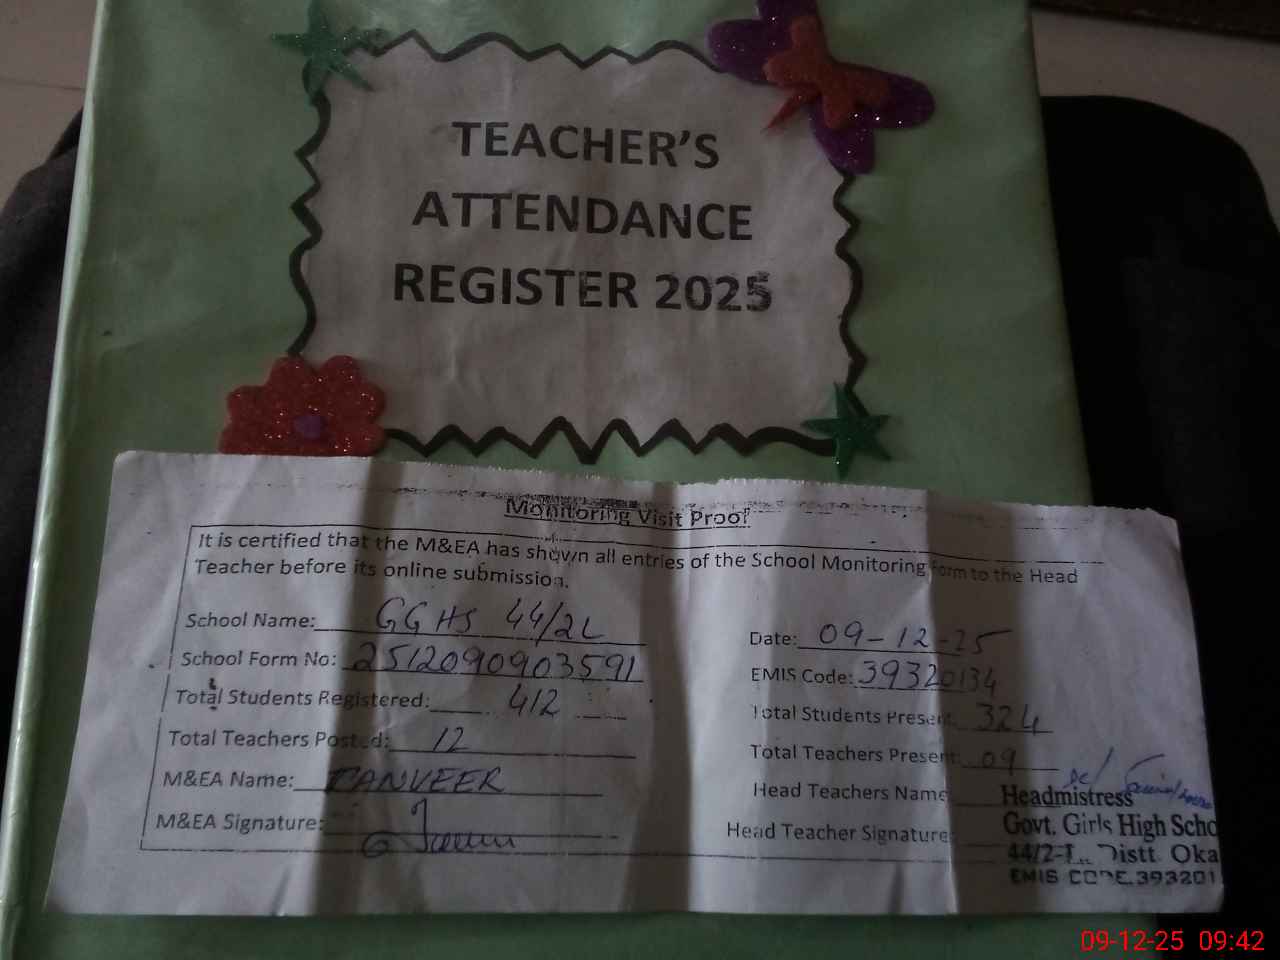 TEACHER'S
ATTENDANCE
REGISTER 2025
Monitoring Visit Proof
It is certified that the M&EA has shown all entries of the School Monitoring Form to the Head
Teacher before its online submission.
School Name: GGHS 44/2L
Date: 09-12-25
School Form No: 2512090903591
EMIS Code: 39320134
Total Students Registered: 412
Total Students Present: 324
Total Teachers Posted: 12
Total Teachers Present: 09
M&EA Name: TANVEER
Head Teachers Name
M&EA Signature:
Head Teacher Signature:
Headmistress
Govt. Girls High Scho
44/2-L Distt. Oka
EMIS CODE.393201
09-12-25 09:42